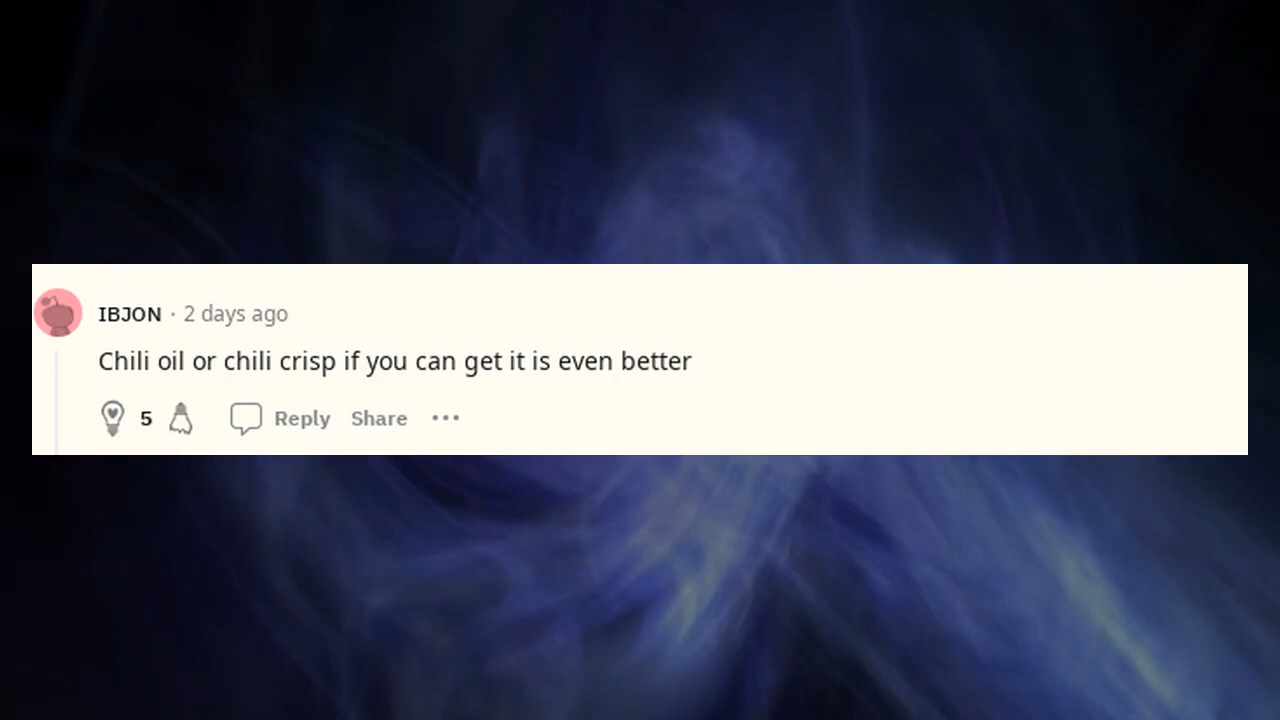 IBJON · 2 days ago
Chili oil or chili crisp if you can get it is even better
5 Reply Share •••